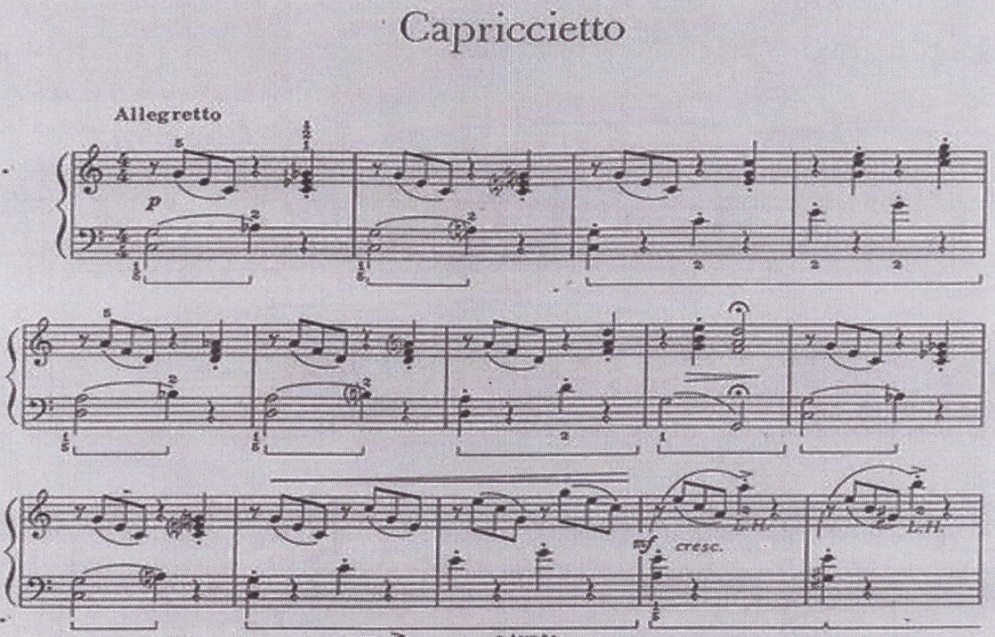 Capriccietto
Allegretto
p
L.H.
L.H.
mf cresc.